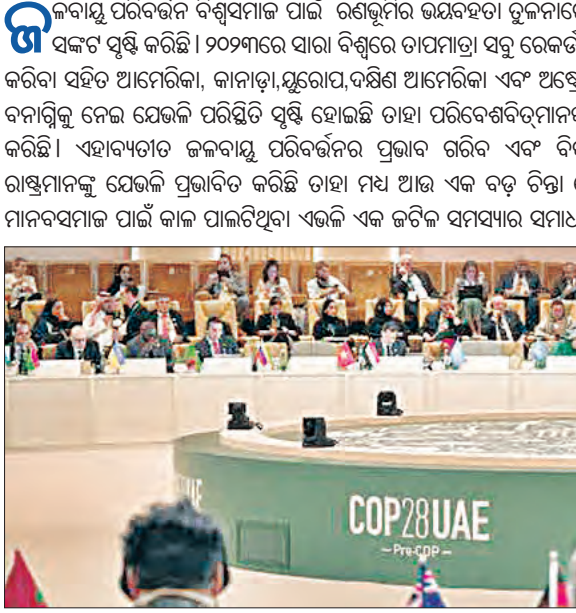 ଜଳବାୟୁ ପରିବର୍ତ୍ତନ ବିଶ୍ୱସମାଜ ପାଇଁ ରଣଭୂମିର ଭୟବହତା ତୁଳନାରେ
ସଙ୍କଟ ସୃଷ୍ଟି କରିଛି। ୨୦୨୩ରେ ସାରା ବିଶ୍ୱରେ ତାପମାତ୍ରା ସବୁ ରେକର୍ଡ
କରିବା ସହିତ ଆମେରିକା, କାନାଡ଼ା,ୟୁରୋପ,ଦକ୍ଷିଣ ଆମେରିକା ଏବଂ ଅଷ୍ଟ୍ରେ
ବନାଗ୍ନିକୁ ନେଇ ଯେଭଳି ପରିସ୍ଥିତି ସୃଷ୍ଟି ହୋଇଛି ତାହା ପରିବେଶବିତ୍‌ମାନ
କରିଛି। ଏହାବ୍ୟତୀତ ଜଳବାୟୁ ପରିବର୍ତ୍ତନର ପ୍ରଭାବ ଗରିବ ଏବଂ
ରାଷ୍ଟ୍ରମାନଙ୍କୁ ଯେଭଳି ପ୍ରଭାବିତ କରିଛି ତାହା ମଧ୍ୟ ଆଉ ଏକ ବଡ଼ ଚିନ୍ତା
ମାନବସମାଜ ପାଇଁ କାଳ ପାଲଟିଥିବା ଏଭଳି ଏକ ଜଟିଳ ସମସ୍ୟାର ସମାଧ
COP28UAE
– Pre-COP –